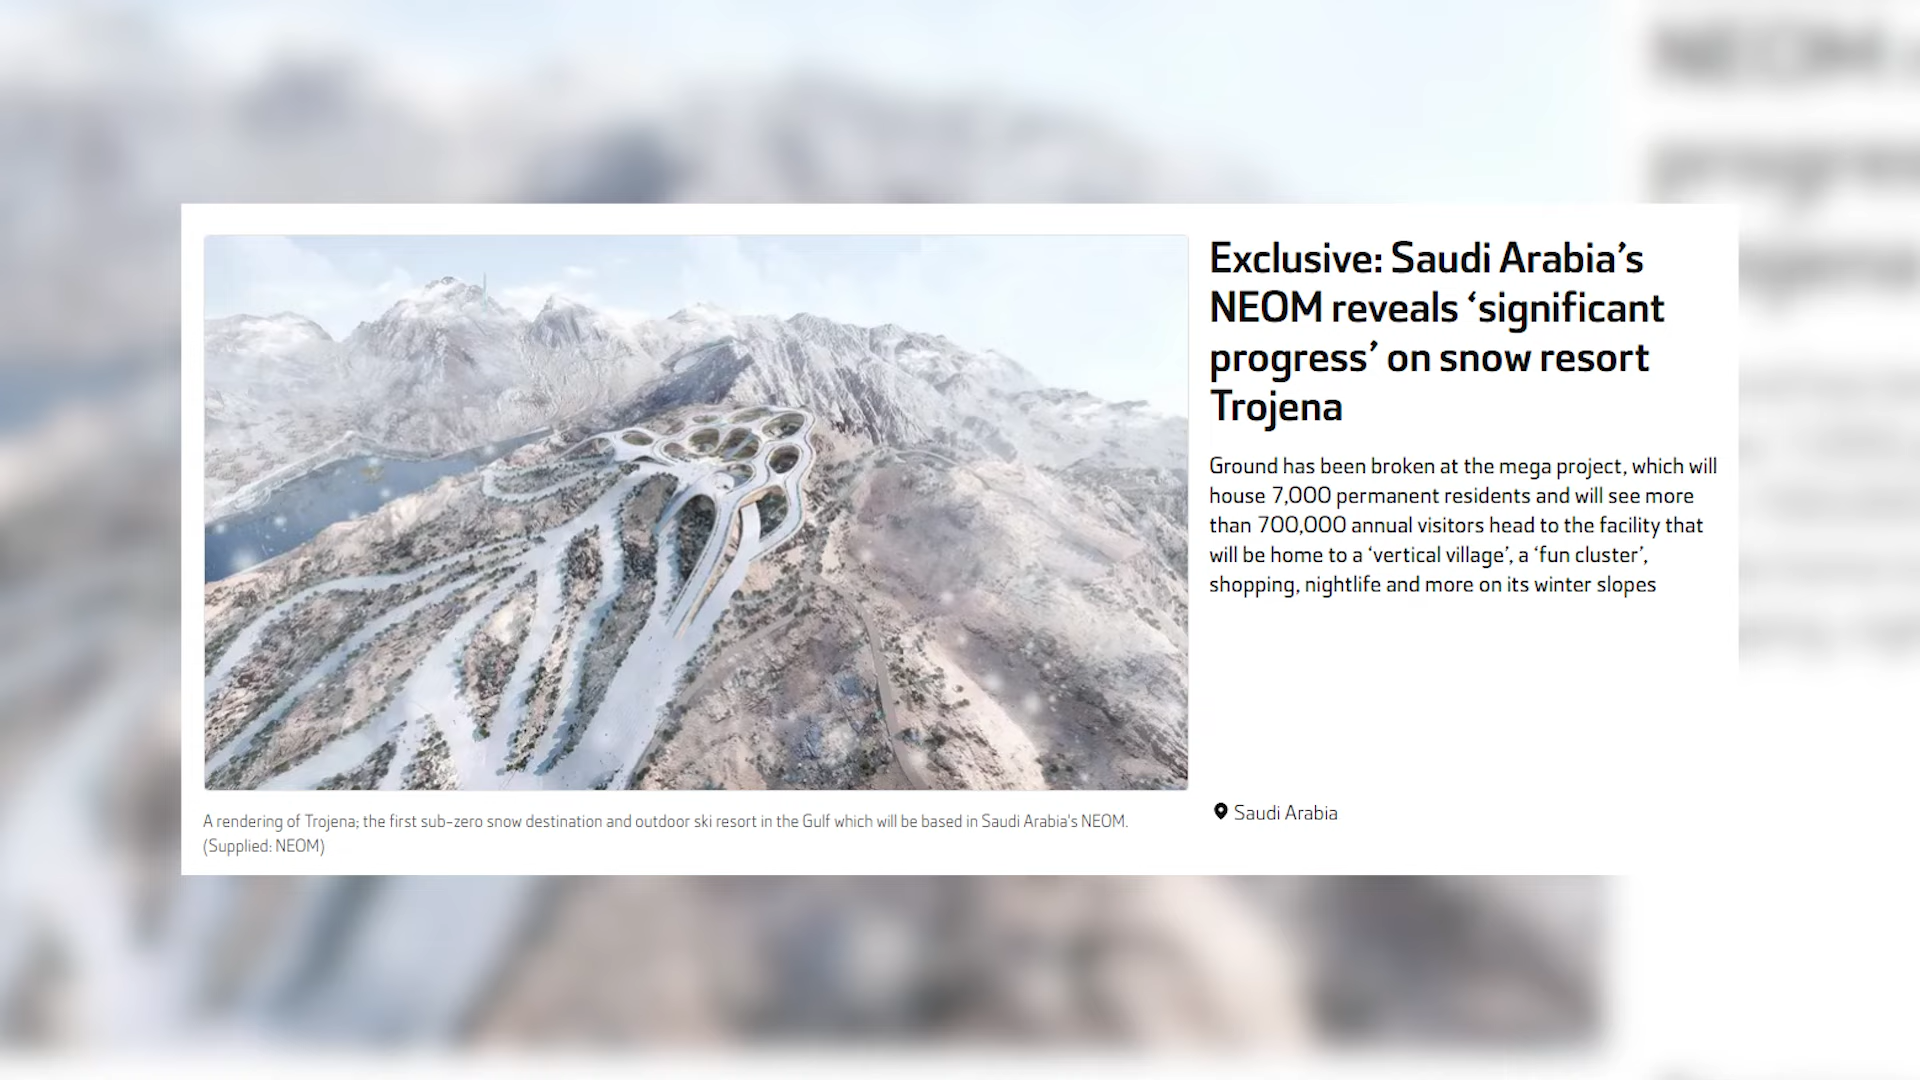 Exclusive: Saudi Arabia’s
NEOM reveals ‘significant
progress’ on snow resort
Trojena
Ground has been broken at the mega project, which will
house 7,000 permanent residents and will see more
than 700,000 annual visitors head to the facility that
will be home to a ‘vertical village’, a ‘fun cluster’,
shopping, nightlife and more on its winter slopes
Saudi Arabia
A rendering of Trojena; the first sub-zero snow destination and outdoor ski resort in the Gulf which will be based in Saudi Arabia's NEOM.
(Supplied: NEOM)